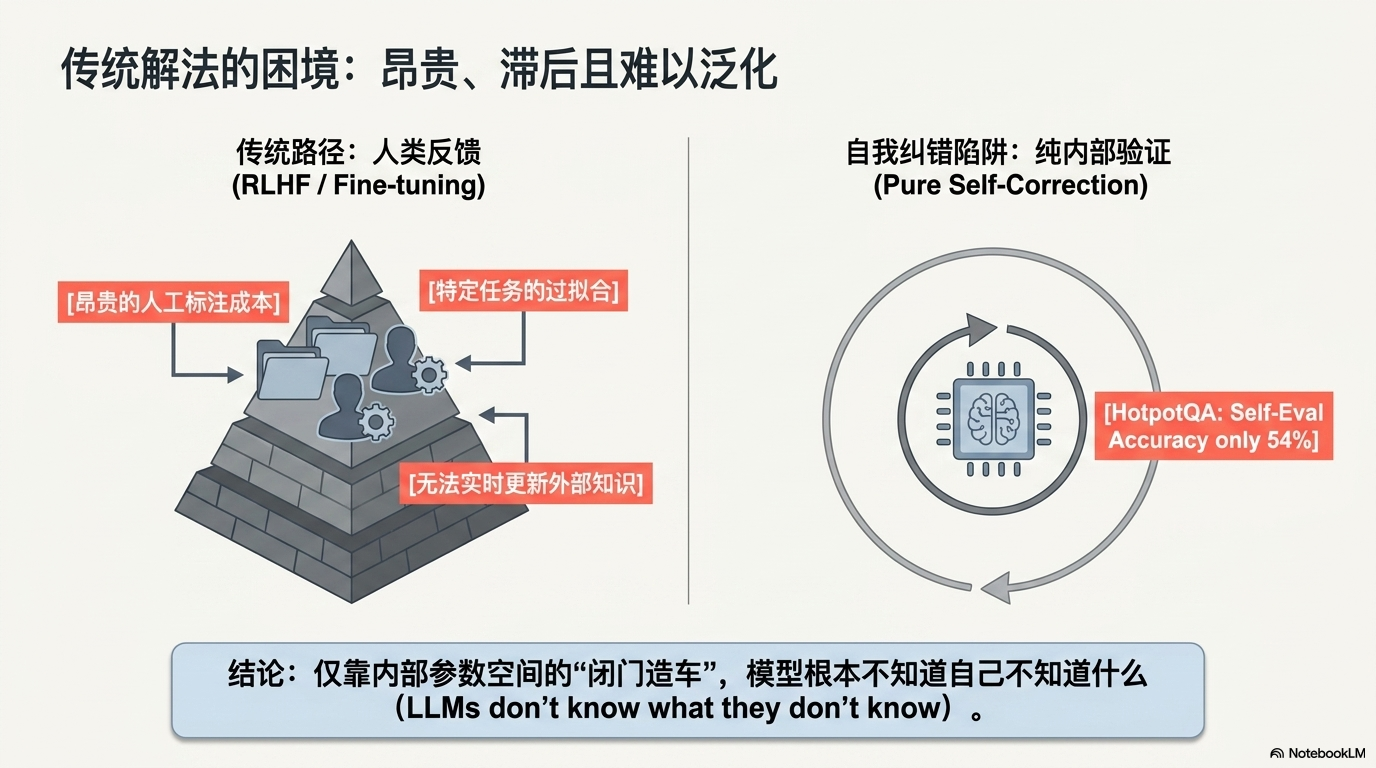 传统解法的困境：昂贵、滞后且难以泛化
传统路径：人类反馈
(RLHF / Fine-tuning)
[昂贵的人工标注成本]
[特定任务的过拟合]
[无法实时更新外部知识]
自我纠错陷阱：纯内部验证
(Pure Self-Correction)
[HotpotQA: Self-Eval
Accuracy only 54%]
结论：仅靠内部参数空间的“闭门造车”，模型根本不知道自己不知道什么
（LLMs don’t know what they don’t know）。
NotebookLM